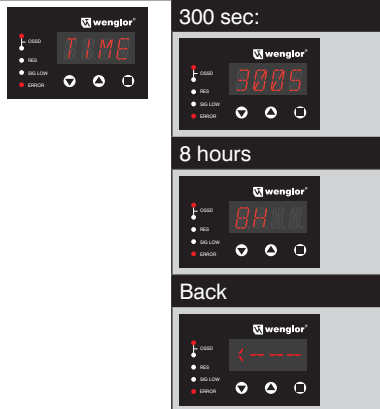 wenglor®
OSSD
TIME
RES
SIG LOW
ERROR
300 sec:
wenglor®
OSSD
300S
RES
SIG LOW
ERROR
8 hours
wenglor®
OSSD
8H
RES
SIG LOW
ERROR
Back
wenglor®
OSSD
<-----
RES
SIG LOW
ERROR